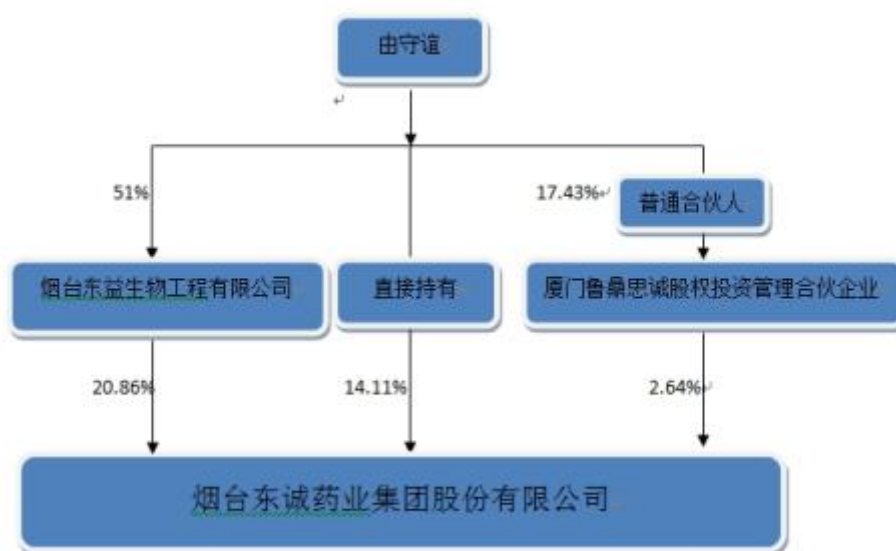 由守谊
51%
17.43%
普通合伙人
烟台东益生物工程有限公司
直接持有
厦门鲁鼎思诚股权投资管理合伙企业
20.86%
14.11%
2.64%
烟台东诚药业集团股份有限公司